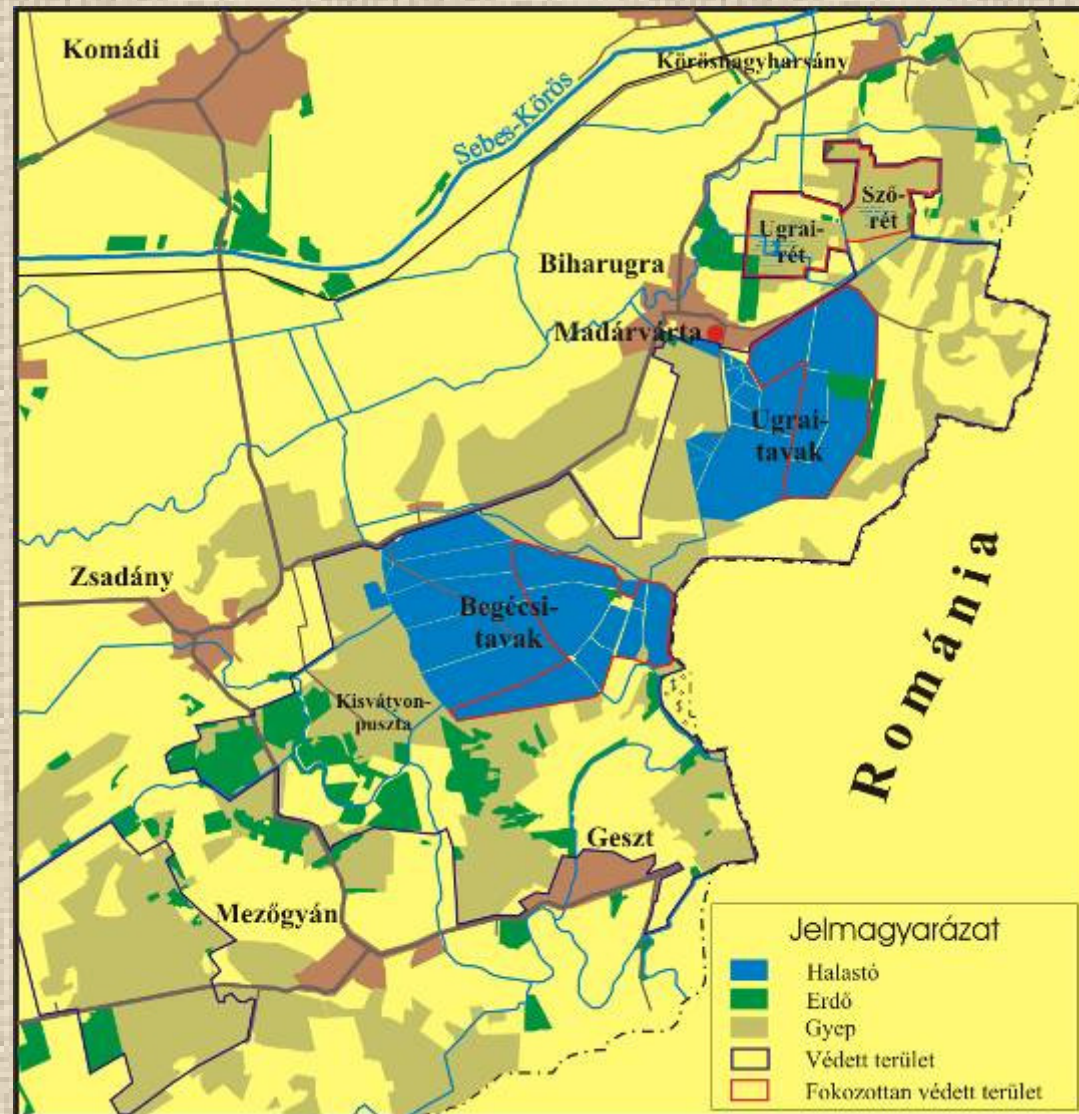 Komádi
Körösnagyharsány
Sebes-Körös
Sző-
rét
Ugrai-
rét
Biharugra
Madárvárta
Ugrai-
tavak
Románia
Zsadány
Begécsi-
tavak
Kisvátyon-
puszta
Geszt
Mezőgyán
Jelmagyarázat
Halastó
Erdő
Gyep
Védett terület
Fokozottan védett terület